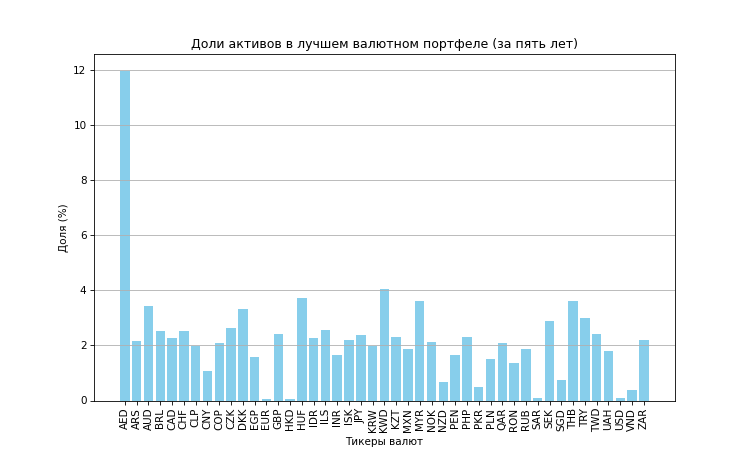 Доли активов в лучшем валютном портфеле (за пять лет)
12
10
8
6
4
2
0
Доля (%)
AED ARS AUD BRL CAD CHF CLP CNY COP CZK DKK EGP EUR GBP HKD HUF IDR ILS INR ISK JPY KRW KWD KZT MXN MYR NOK NZD PEN PHP PKR PLN QAR RON RUB SAR SEK SGD THB TRY TWD UAH USD VND ZAR
Тикеры валют